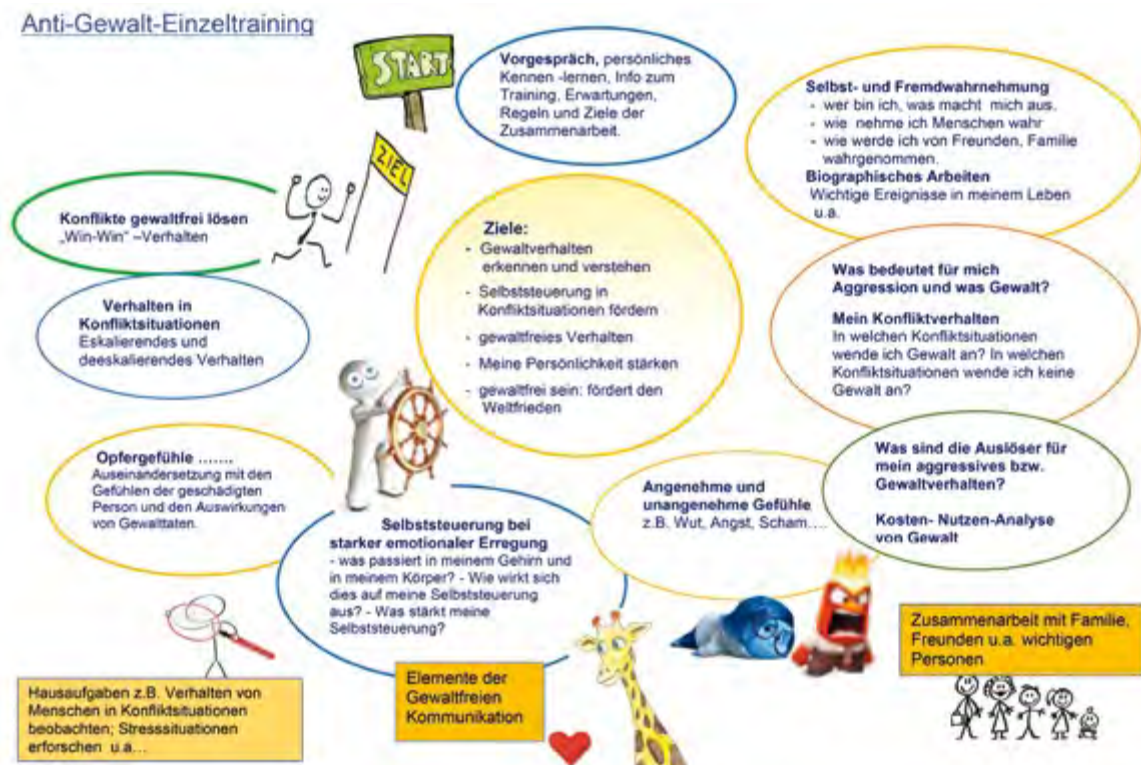 Anti-Gewalt-Einzeltraining
START
Vorgespräch, persönliches
Kennen -lernen, Info zum
Training, Erwartungen,
Regeln und Ziele der
Zusammenarbeit.
Selbst- und Fremdwahrnehmung
- wer bin ich, was macht mich aus.
- wie nehme ich Menschen wahr
- wie werde ich von Freunden, Familie
wahrgenommen.
Biographisches Arbeiten
Wichtige Ereignisse in meinem Leben
u.a.
Was bedeutet für mich
Aggression und was Gewalt?
Mein Konfliktverhalten
In welchen Konfliktsituationen
wende ich Gewalt an? In welchen
Konfliktsituationen wende ich keine
Gewalt an?
Was sind die Auslöser für
mein aggressives bzw.
Gewaltverhalten?
Kosten- Nutzen-Analyse
von Gewalt
Angenehme und
unangenehme Gefühle
z.B. Wut, Angst, Scham....
Selbststeuerung bei
starker emotionaler Erregung
- was passiert in meinem Gehirn und
in meinem Körper? - Wie wirkt sich
dies auf meine Selbststeuerung
aus? - Was stärkt meine
Selbststeuerung?
Opfergefühle .......
Auseinandersetzung mit den
Gefühlen der geschädigten
Person und den Auswirkungen
von Gewalttaten.
Verhalten in
Konfliktsituationen
Eskalierendes und
deeskalierendes Verhalten
Konflikte gewaltfrei lösen
„Win-Win“ –Verhalten
ZIEL
Ziele:
- Gewaltverhalten
erkennen und verstehen
- Selbststeuerung in
Konfliktsituationen fördern
- gewaltfreies Verhalten
- Meine Persönlichkeit stärken
- gewaltfrei sein: fördert den
Weltfrieden
Hausaufgaben z.B. Verhalten von
Menschen in Konfliktsituationen
beobachten; Stresssituationen
erforschen u.a...
Elemente der
Gewaltfreien
Kommunikation
Zusammenarbeit mit Familie,
Freunden u.a. wichtigen
Personen